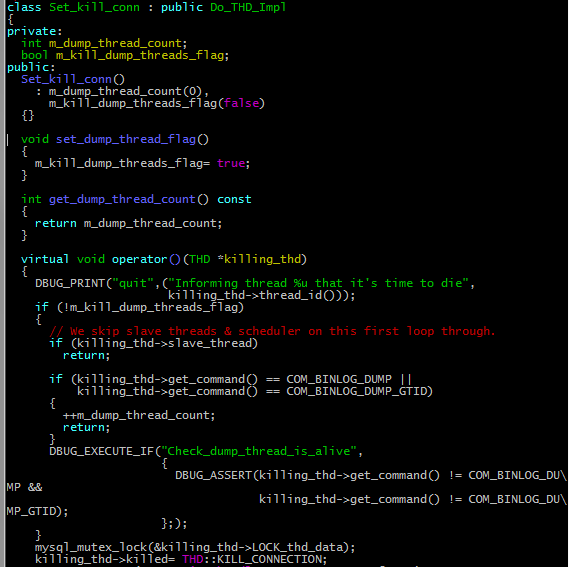 class Set_kill_conn : public Do_THD_Impl
{
private:
  int m_dump_thread_count;
  bool m_kill_dump_threads_flag;
public:
  Set_kill_conn()
    : m_dump_thread_count(0),
      m_kill_dump_threads_flag(false)
  {}

  void set_dump_thread_flag()
  {
    m_kill_dump_threads_flag= true;
  }

  int get_dump_thread_count() const
  {
    return m_dump_thread_count;
  }

  virtual void operator()(THD *killing_thd)
  {
    DBUG_PRINT("quit",("Informing thread %u that it's time to die",
                       killing_thd->thread_id()));
    if (!m_kill_dump_threads_flag)
    {
      // We skip slave threads & scheduler on this first loop through.
      if (killing_thd->slave_thread)
        return;

      if (killing_thd->get_command() == COM_BINLOG_DUMP ||
          killing_thd->get_command() == COM_BINLOG_DUMP_GTID)
      {
        ++m_dump_thread_count;
        return;
      }
      DBUG_EXECUTE_IF("Check_dump_thread_is_alive",
                      {
                        DBUG_ASSERT(killing_thd->get_command() != COM_BINLOG_DU\
MP &&
                                    killing_thd->get_command() != COM_BINLOG_DU\
MP_GTID);
                      };);
    }
    mysql_mutex_lock(&killing_thd->LOCK_thd_data);
    killing_thd->killed= THD::KILL_CONNECTION;